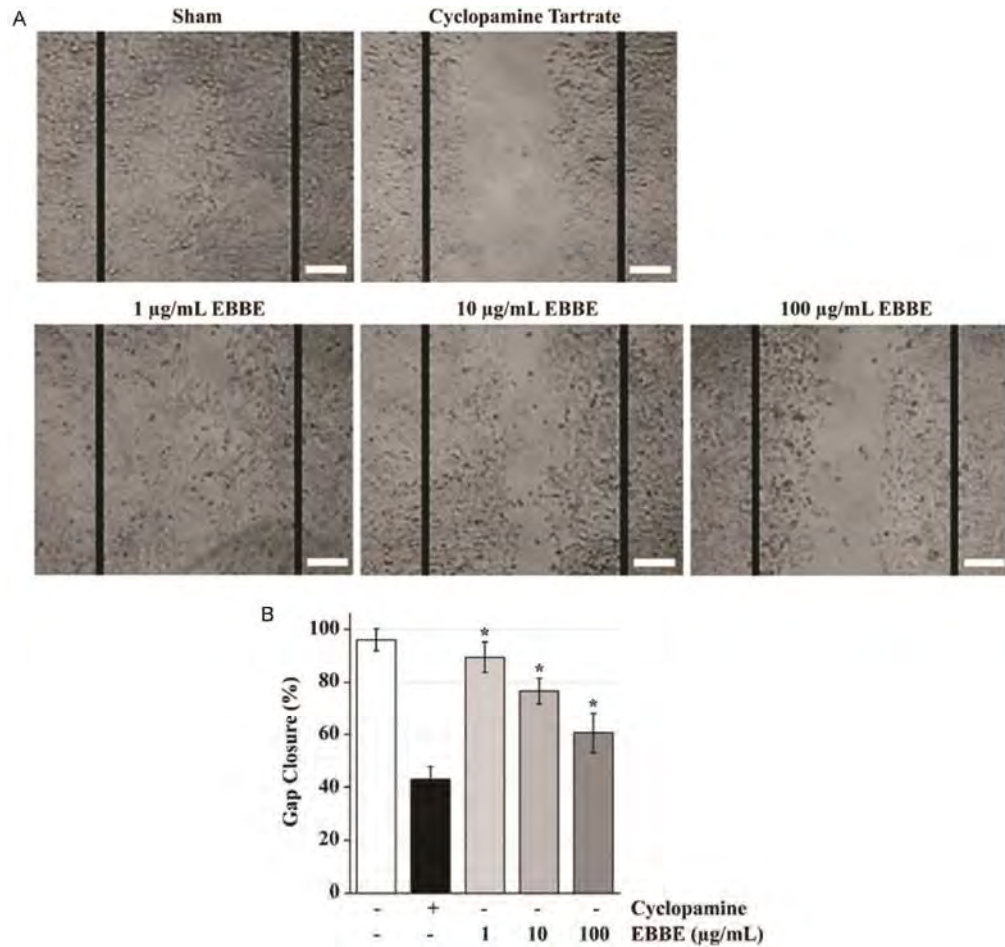 A
Sham
Cyclopamine Tartrate
1 µg/mL EBBE
10 µg/mL EBBE
100 µg/mL EBBE
B
Gap Closure (%)
100
80
60
40
20
0
* * *
- + - - - Cyclopamine
- - 1 10 100 EBBE (µg/mL)